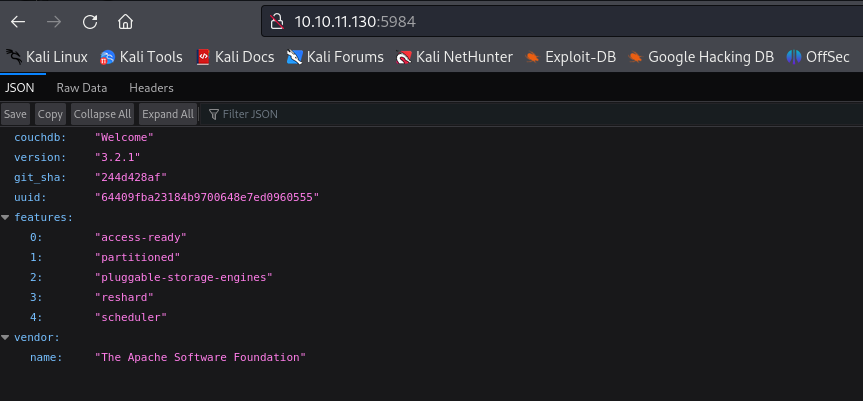 10.10.11.130:5984
Kali Linux Kali Tools Kali Docs Kali Forums Kali NetHunter Exploit-DB Google Hacking DB OffSec
JSON Raw Data Headers
Save Copy Collapse All Expand All Filter JSON
couchdb: "Welcome"
version: "3.2.1"
git_sha: "244d428af"
uuid: "64409fba23184b9700648e7ed0960555"
features:
0: "access-ready"
1: "partitioned"
2: "pluggable-storage-engines"
3: "reshard"
4: "scheduler"
vendor:
name: "The Apache Software Foundation"